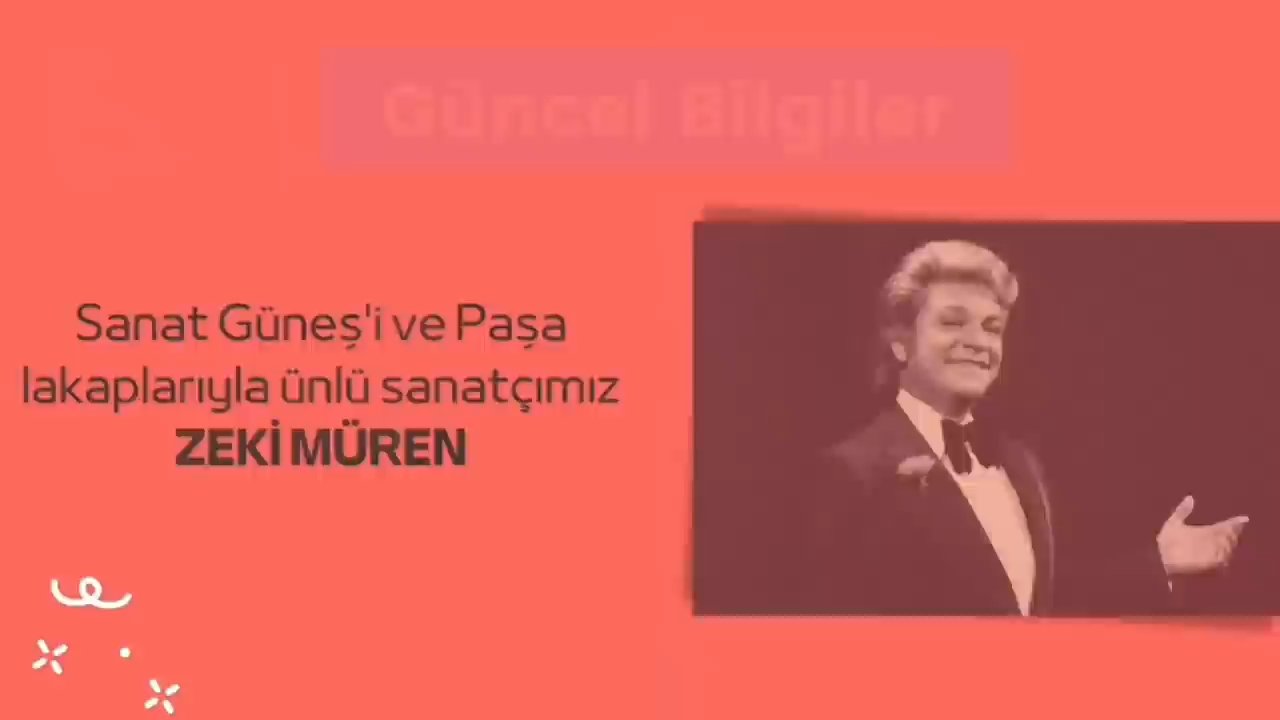 Güncel Bilgiler
Sanat Güneş'i ve Paşa
lakaplarıyla ünlü sanatçımız
ZEKİ MÜREN